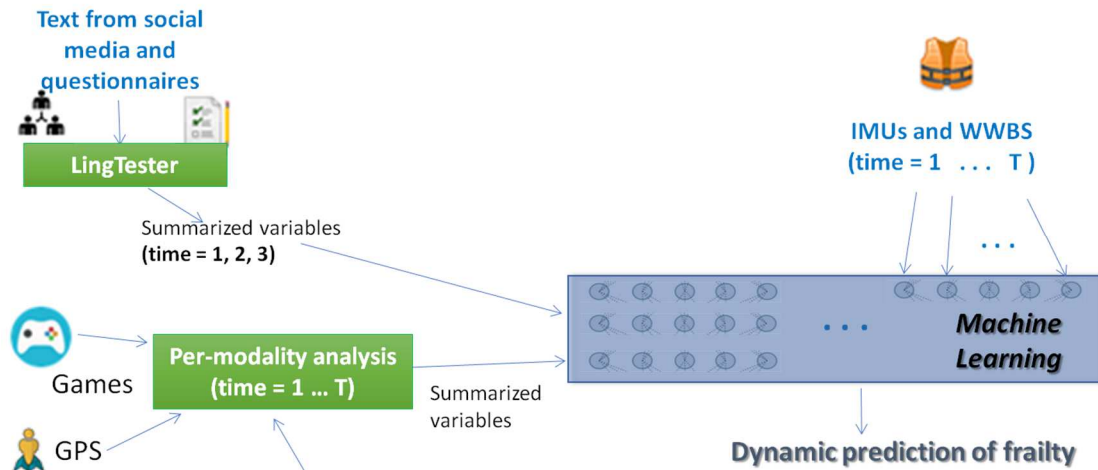 Text from social
media and
questionnaires
LingTester
Summarized variables
(time = 1, 2, 3)
IMUs and WWBS
(time = 1 . . . T )
. . .
. . .
Machine
Learning
Games
Per-modality analysis
(time = 1 ... T)
Summarized
variables
GPS
Dynamic prediction of frailty